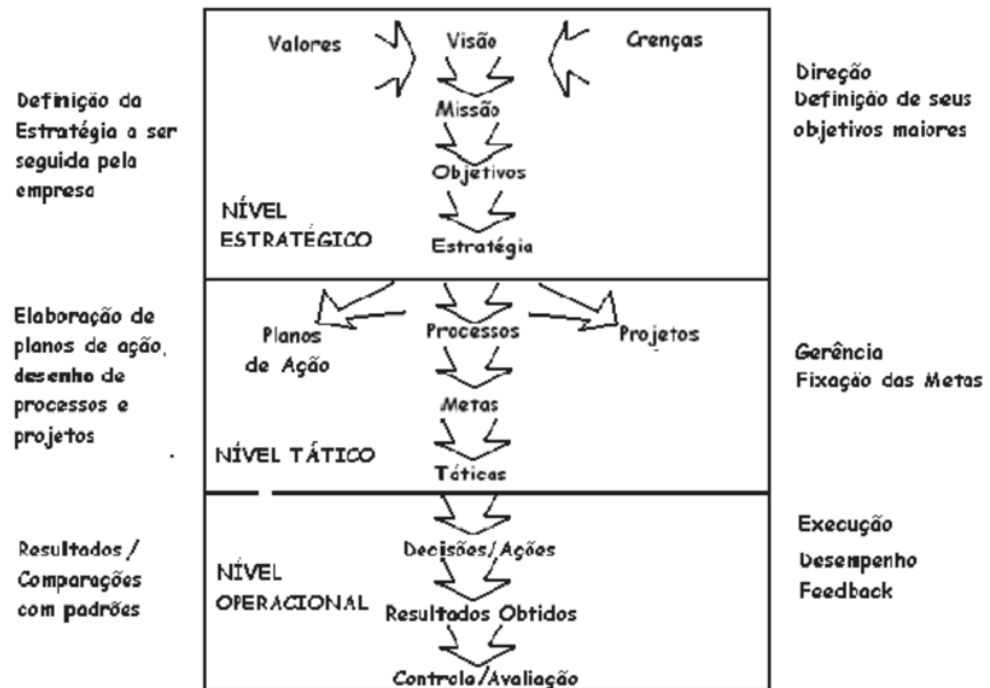 Valores
Visão
Crenças
Missão
Objetivos
Estratégia
NÍVEL
ESTRATÉGICO
Definição da
Estratégia a ser
seguida pela
empresa
Direção
Definição de seus
objetivos maiores
Planos
de Ação
Processos
Projetos
Metas
Táticas
NÍVEL TÁTICO
Elaboração de
planos de ação,
desenho de
processos e
projetos
Gerência
Fixação das Metas
Decisões/Ações
NÍVEL
OPERACIONAL
Resultados Obtidos
Controle/Avaliação
Resultados /
Comparações
com padrões
Execução
Desempenho
Feedback